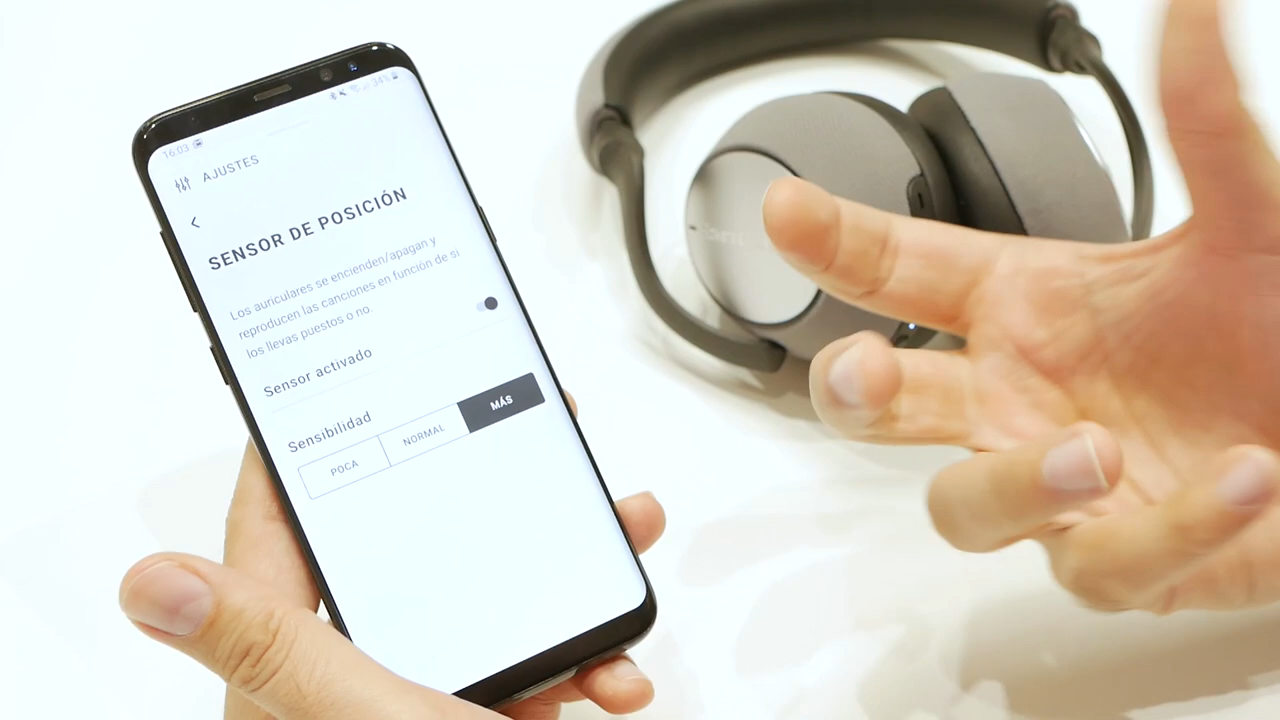 16:03
34%
AJUSTES
SENSOR DE POSICIÓN
Los auriculares se encienden/apagan y
reproducen las canciones en función de si
los llevas puestos o no.
Sensor activado
Sensibilidad
POCA NORMAL MÁS